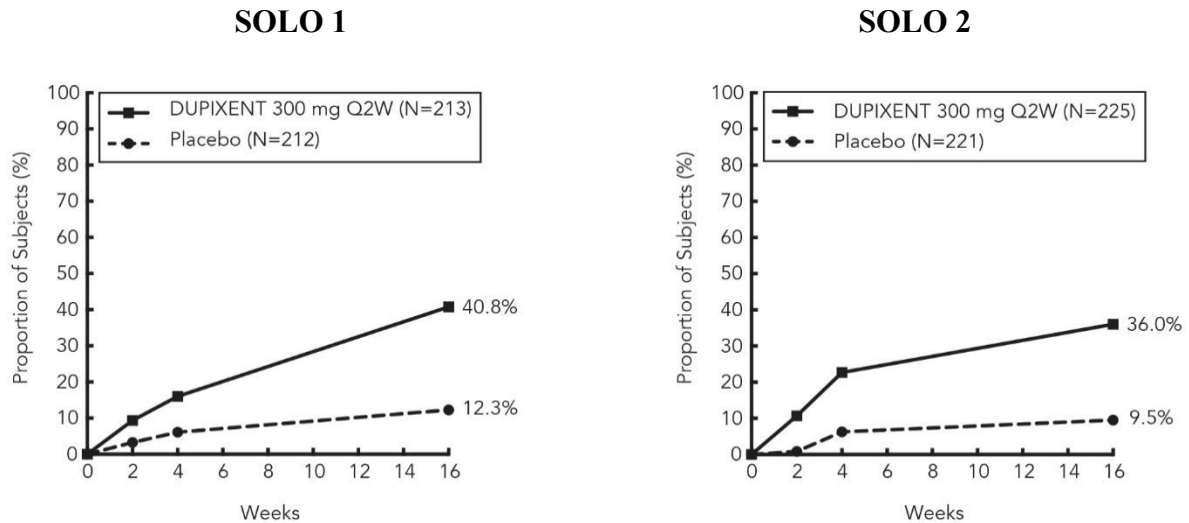 SOLO 1
DUPIXENT 300 mg Q2W (N=213)
Placebo (N=212)
Proportion of Subjects (%)
100
90
80
70
60
50
40
30
20
10
0
40.8%
12.3%
0 2 4 6 8 10 12 14 16
Weeks
SOLO 2
DUPIXENT 300 mg Q2W (N=225)
Placebo (N=221)
Proportion of Subjects (%)
100
90
80
70
60
50
40
30
20
10
0
36.0%
9.5%
0 2 4 6 8 10 12 14 16
Weeks